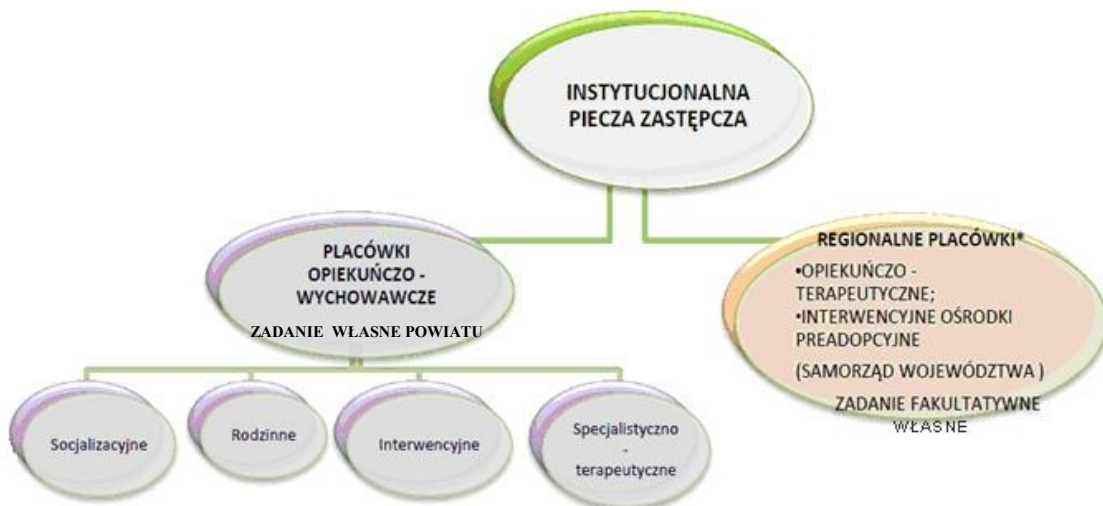 INSTYTUCJONALNA
PIECZA ZASTĘPCZA
PLACÓWKI
OPIEKUŃCZO -
WYCHOWAWCZE
ZADANIE WŁASNE POWIATU
REGIONALNE PLACÓWKI*
•OPIEKUŃCZO -
TERAPEUTYCZNE;
•INTERWENCYJNE OŚRODKI
PREADOPCYJNE
(SAMORZĄD WOJEWÓDZTWA )
ZADANIE FAKULTATYWNE
WŁASNE
Socjalizacyjne
Rodzinne
Interwencyjne
Specjalistyczno
-
terapeutyczne